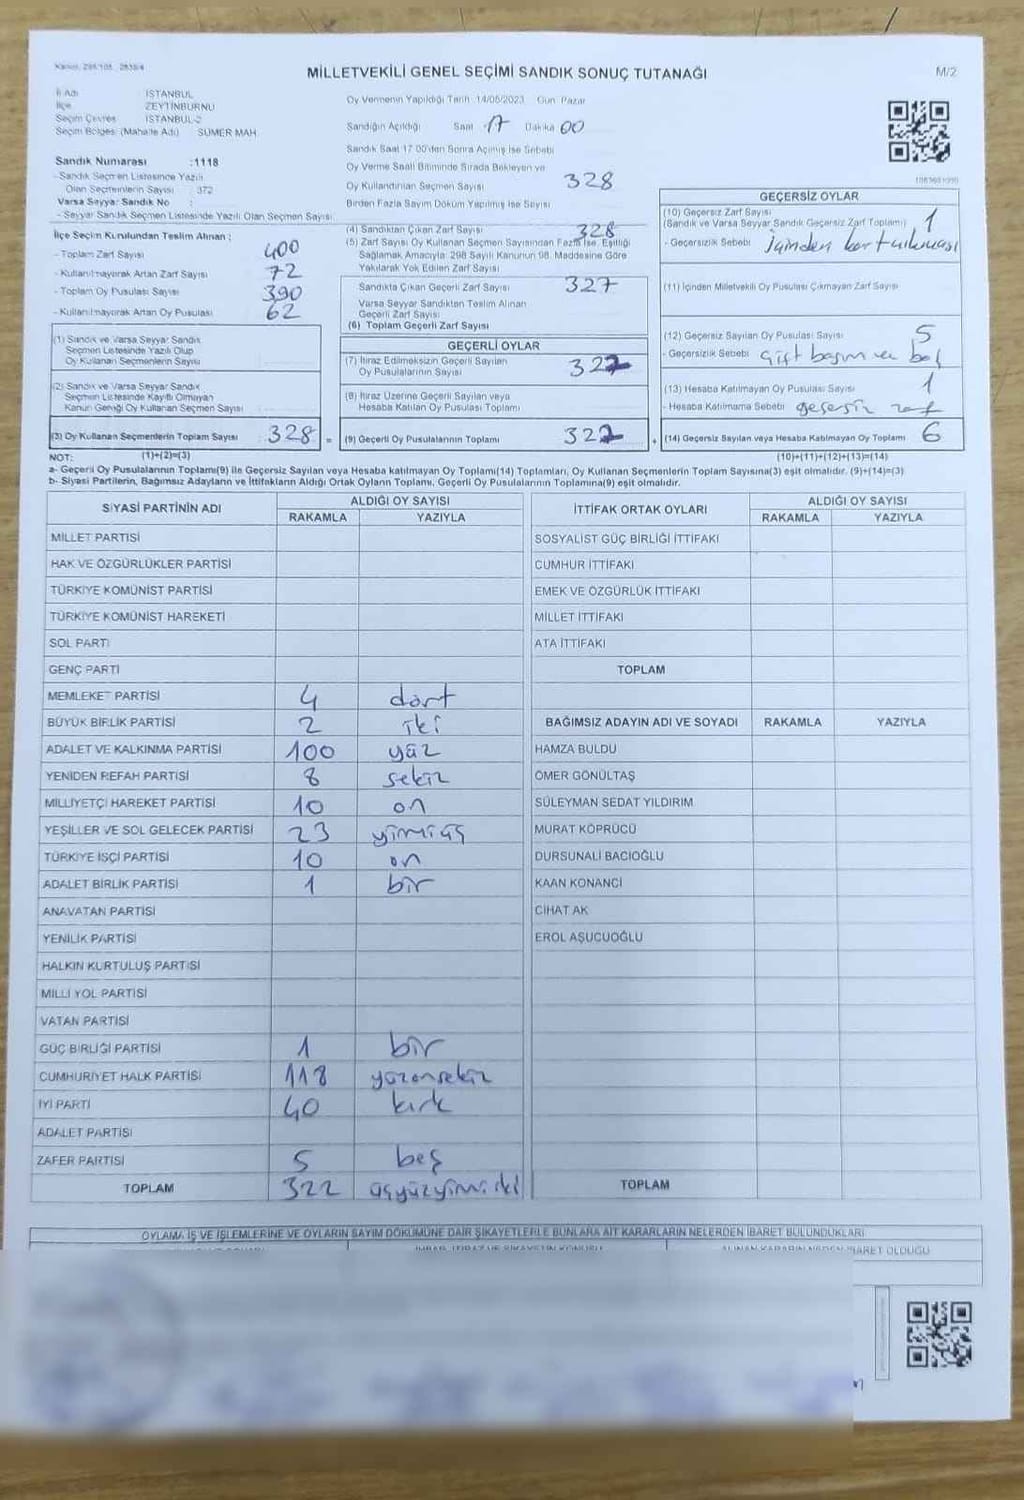 MİLLETVEKİLİ GENEL SEÇİMİ SANDIK SONUÇ TUTANAĞI
M/2
İl Adı İSTANBUL
İlçe ZEYTİNBURNU
Seçim Çevres İSTANBUL-2
Seçim Bölges (Mahalle Adı) SÜMER MAH.
Sandık Numarası :1118
- Sandık Seçmen Listesinde Yazılı
Olan Seçmenlerin Sayısı : 372
Varsa Seyyar Sandık No :
- Seyyar Sandık Seçmen Listesinde Yazılı Olan Seçmen Sayısı
İlçe Seçim Kurulundan Teslim Alınan :
- Toplam Zarf Sayısı 400
- Kullanılmayarak Artan Zarf Sayısı 72
- Toplam Oy Pusulası Sayısı 390
- Kullanılmayarak Artan Oy Pusulası 62
(1) Sandık ve Varsa Seyyar Sandık
Seçmen Listesinde Yazılı Olup
Oy Kullanan Seçmenlerin Sayısı
(2) Sandık ve Varsa Seyyar Sandık
Seçmen Listesinde Kayıtlı Olmayan
Kanun Gereği Oy Kullanan Seçmen Sayısı
(3) Oy Kullanan Seçmenlerin Toplam Sayısı 328 =
Oy Vermenin Yapıldığı Tarih 14/05/2023 Gün Pazar
Sandığın Açıldığı Saat 17 Dakika 00
Sandık Saat 17 00'den Sonra Açılmış İse Sebebi
Oy Verme Saati Bitiminde Sırada Bekleyen ve
Oy Kullandırılan Seçmen Sayısı 328
Birden Fazla Sayım Döküm Yapılmış İse Sayısı
(4) Sandıktan Çıkan Zarf Sayısı 328
(5) Zarf Sayısı Oy Kullanan Seçmen Sayısından Fazla İse, Eşitliği
Sağlamak Amacıyla 298 Sayılı Kanunun 98. Maddesine Göre
Yakılarak Yok Edilen Zarf Sayısı
Sandıkta Çıkan Geçerli Zarf Sayısı 327
Varsa Seyyar Sandıktan Teslim Alınan
Geçerli Zarf Sayısı
(6) Toplam Geçerli Zarf Sayısı
GEÇERLİ OYLAR
(7) İtiraz Edilmeksizin Geçerli Sayılan
Oy Pusulalarının Sayısı 322
(8) İtiraz Üzerine Geçerli Sayılan veya
Hesaba Katılan Oy Pusulası Toplamı
(9) Geçerli Oy Pusulalarının Toplamı 322 +
GEÇERSİZ OYLAR
(10) Geçersiz Zarf Sayısı
(Sandık ve Varsa Seyyar Sandık Geçersiz Zarf Toplamı) 1
- Geçersizlik Sebebi içinden
(11) İçinden Milletvekili Oy Pusulası Çıkmayan Zarf Sayısı
(12) Geçersiz Sayılan Oy Pusulası Sayısı 5
- Geçersizlik Sebebi çift basım ve boş
(13) Hesaba Katılmayan Oy Pusulası Sayısı 1
- Hesaba Katılmama Sebebi geçersiz zarf
(14) Geçersiz Sayılan veya Hesaba Katılmayan Oy Toplamı 6
NOT: (1)+(2)=(3) (10)+(11)+(12)+(13)=(14)
a- Geçerli Oy Pusulalarının Toplamı(9) ile Geçersiz Sayılan veya Hesaba katılmayan Oy Toplamı(14) Toplamları, Oy Kullanan Seçmenlerin Toplam Sayısına(3) eşit olmalıdır. (9)+(14)=(3)
b- Siyasi Partilerin, Bağımsız Adayların ve İttifakların Aldığı Ortak Oyların Toplamı, Geçerli Oy Pusulalarının Toplamına(9) eşit olmalıdır.
SİYASİ PARTİNİN ADI ALDIĞI OY SAYISI
RAKAMLA YAZIYLA
MİLLET PARTİSİ
HAK VE ÖZGÜRLÜKLER PARTİSİ
TÜRKİYE KOMÜNİST PARTİSİ
TÜRKİYE KOMÜNİST HAREKETİ
SOL PARTİ
GENÇ PARTİ
MEMLEKET PARTİSİ 4 dört
BÜYÜK BİRLİK PARTİSİ 2 iki
ADALET VE KALKINMA PARTİSİ 100 yüz
YENİDEN REFAH PARTİSİ 8 sekiz
MİLLİYETÇİ HAREKET PARTİSİ 10 on
YEŞİLLER VE SOL GELECEK PARTİSİ 23 yirmiüç
TÜRKİYE İŞÇİ PARTİSİ 10 on
ADALET BİRLİK PARTİSİ 1 bir
ANAVATAN PARTİSİ
YENİLİK PARTİSİ
HALKIN KURTULUŞ PARTİSİ
MİLLİ YOL PARTİSİ
VATAN PARTİSİ
GÜÇ BİRLİĞİ PARTİSİ 1 bir
CUMHURİYET HALK PARTİSİ 118 yüzonsekiz
İYİ PARTİ 40 kırk
ADALET PARTİSİ
ZAFER PARTİSİ 5 beş
TOPLAM 322 üçyüzyirmiiki
İTTİFAK ORTAK OYLARI ALDIĞI OY SAYISI
RAKAMLA YAZIYLA
SOSYALİST GÜÇ BİRLİĞİ İTTİFAKI
CUMHUR İTTİFAKI
EMEK VE ÖZGÜRLÜK İTTİFAKI
MİLLET İTTİFAKI
ATA İTTİFAKI
TOPLAM
BAĞIMSIZ ADAYIN ADI VE SOYADI RAKAMLA YAZIYLA
HAMZA BULDU
ÖMER GÖNÜLTAŞ
SÜLEYMAN SEDAT YILDIRIM
MURAT KÖPRÜCÜ
DURSUNALİ BACIOĞLU
KAAN KONANCI
CİHAT AK
EROL AŞUCUOĞLU
TOPLAM
OYLAMA İŞ VE İŞLEMLERİNE VE OYLARIN SAYIM DÖKÜMÜNE DAİR ŞİKAYETLERLE BUNLARA AİT KARARLARIN NELERDEN İBARET BULUNDUKLARI